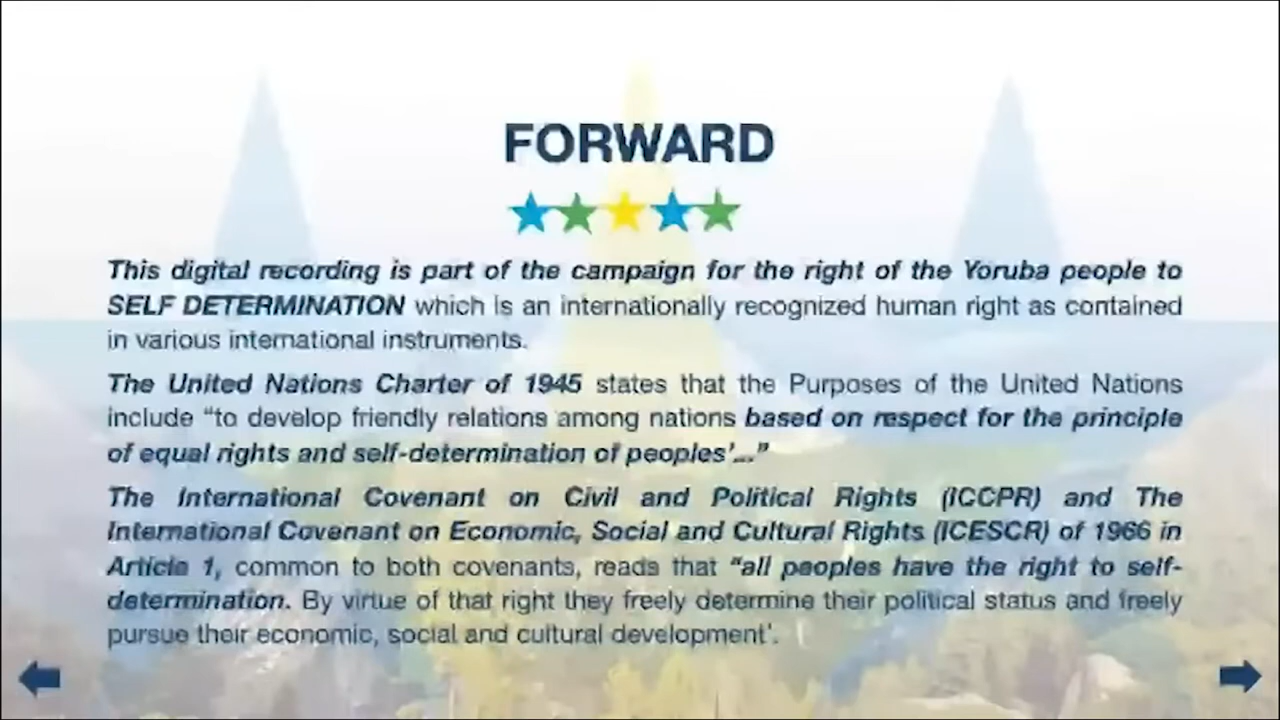 FORWARD
This digital recording is part of the campaign for the right of the Yoruba people to
SELF DETERMINATION which is an internationally recognized human right as contained
in various international instruments.
The United Nations Charter of 1945 states that the Purposes of the United Nations
include “to develop friendly relations among nations based on respect for the principle
of equal rights and self-determination of peoples’...”
The International Covenant on Civil and Political Rights (ICCPR) and The
International Covenant on Economic, Social and Cultural Rights (ICESCR) of 1966 in
Article 1, common to both covenants, reads that “all peoples have the right to self-
determination. By virtue of that right they freely determine their political status and freely
pursue their economic, social and cultural development’.